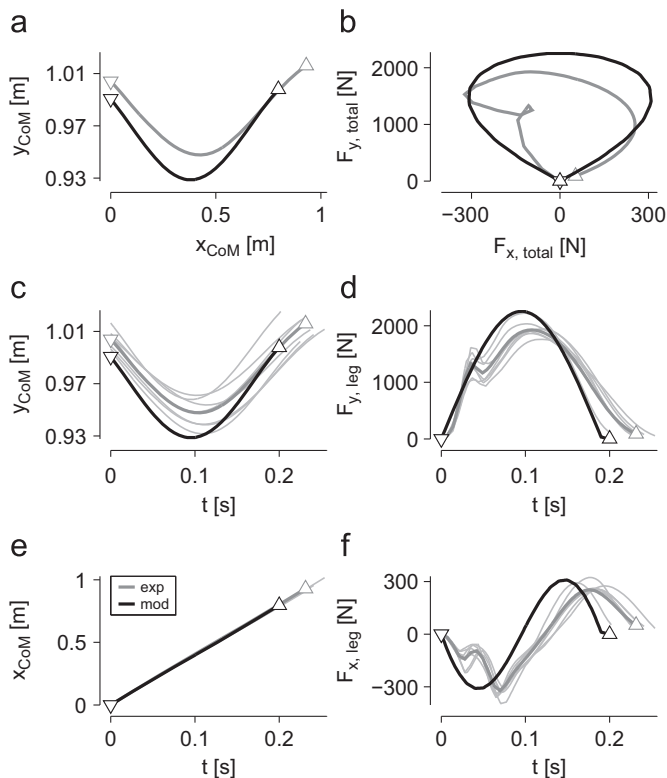 a
b
1.01
0.97
0.93
y_CoM [m]
0
0.5
1
x_CoM [m]
2000
1000
0
F_y, total [N]
−300
0
300
F_x, total [N]
c
d
1.01
0.97
0.93
y_CoM [m]
0
0.1
0.2
t [s]
2000
1000
0
F_y, leg [N]
0
0.1
0.2
t [s]
e
f
1
0.5
0
x_CoM [m]
exp
mod
0
0.1
0.2
t [s]
300
0
−300
F_x, leg [N]
0
0.1
0.2
t [s]